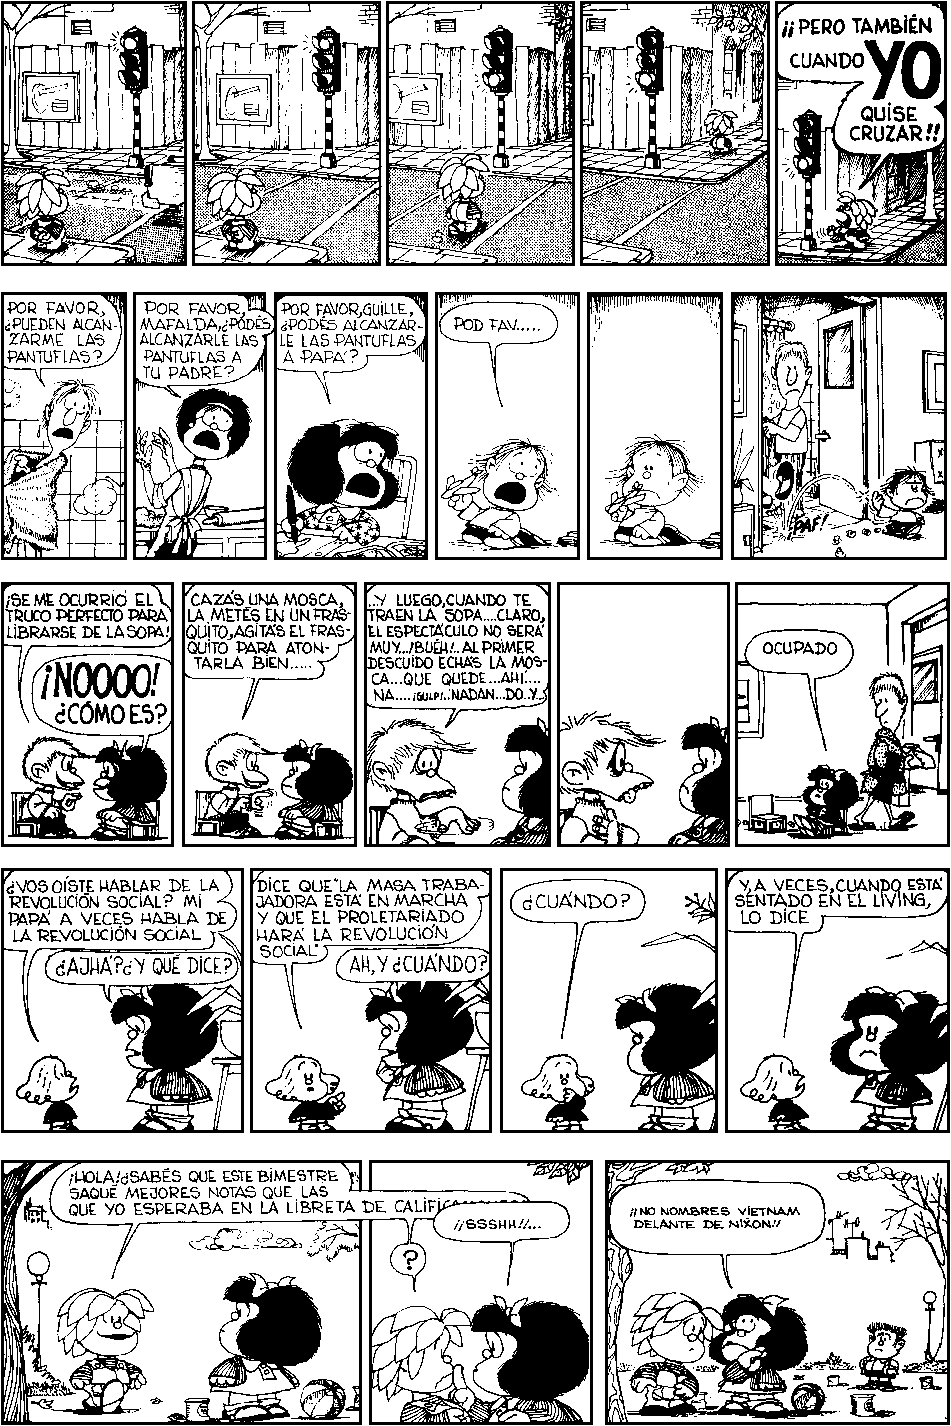 ¡¡PERO TAMBIÉN
CUANDO YO
QUISE
CRUZAR!!
POR FAVOR,
¿PUEDEN ALCAN-
ZARME LAS
PANTUFLAS?
POR FAVOR,
MAFALDA, ¿PODÉS
ALCANZARLE LAS
PANTUFLAS A
TU PADRE?
POR FAVOR, GUILLE,
¿PODÉS ALCANZAR-
LE LAS PANTUFLAS
A PAPÁ?
POD FAV.....
PAF!
¡SE ME OCURRIÓ EL
TRUCO PERFECTO PARA
LIBRARSE DE LA SOPA!
¡NOOOO!
¿CÓMO ES?
CAZÁS UNA MOSCA,
LA METÉS EN UN FRAS-
QUITO, AGITÁS EL FRAS-
QUITO PARA ATON-
TARLA BIEN.....
..Y LUEGO, CUANDO TE
TRAEN LA SOPA....CLARO,
EL ESPECTÁCULO NO SERÁ
MUY...¡BUÉH!..AL PRIMER
DESCUIDO ECHÁS LA MOS-
CA...QUE QUEDE...AHÍ....
NA....¡GULP!..NADAN..DO..Y
OCUPADO
¿VOS OÍSTE HABLAR DE LA
REVOLUCIÓN SOCIAL? MI
PAPÁ A VECES HABLA DE
LA REVOLUCIÓN SOCIAL
¿AJHÁ? ¿Y QUÉ DICE?
DICE QUE "LA MASA TRABA-
JADORA ESTÁ EN MARCHA
Y QUE EL PROLETARIADO
HARÁ LA REVOLUCIÓN
SOCIAL"
AH, Y ¿CUÁNDO?
¿CUÁNDO?
Y, A VECES, CUANDO ESTÁ
SENTADO EN EL LIVING,
LO DICE
¡HOLA! ¿SABÉS QUE ESTE BIMESTRE
SAQUÉ MEJORES NOTAS QUE LAS
QUE YO ESPERABA EN LA LIBRETA DE
¡¡SSSHH!!...
?
¡¡NO NOMBRES VIETNAM
DELANTE DE NIXON!!